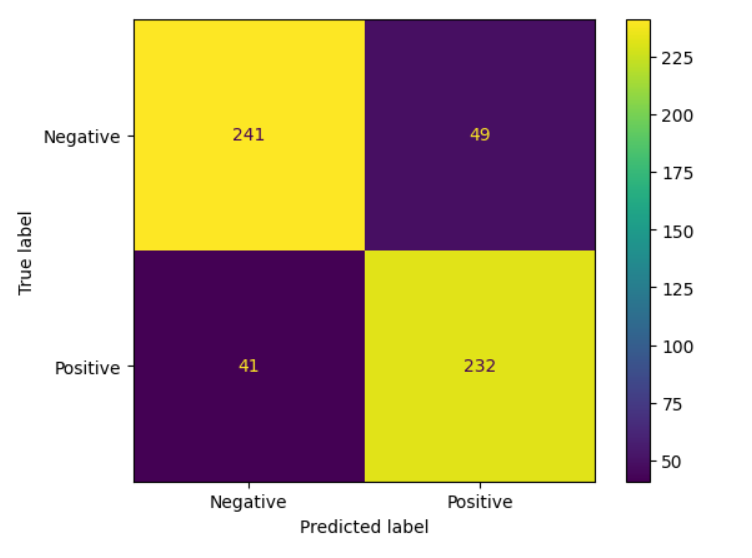 Negative
Positive
True label
241
49
41
232
Negative
Positive
Predicted label
225
200
175
150
125
100
75
50